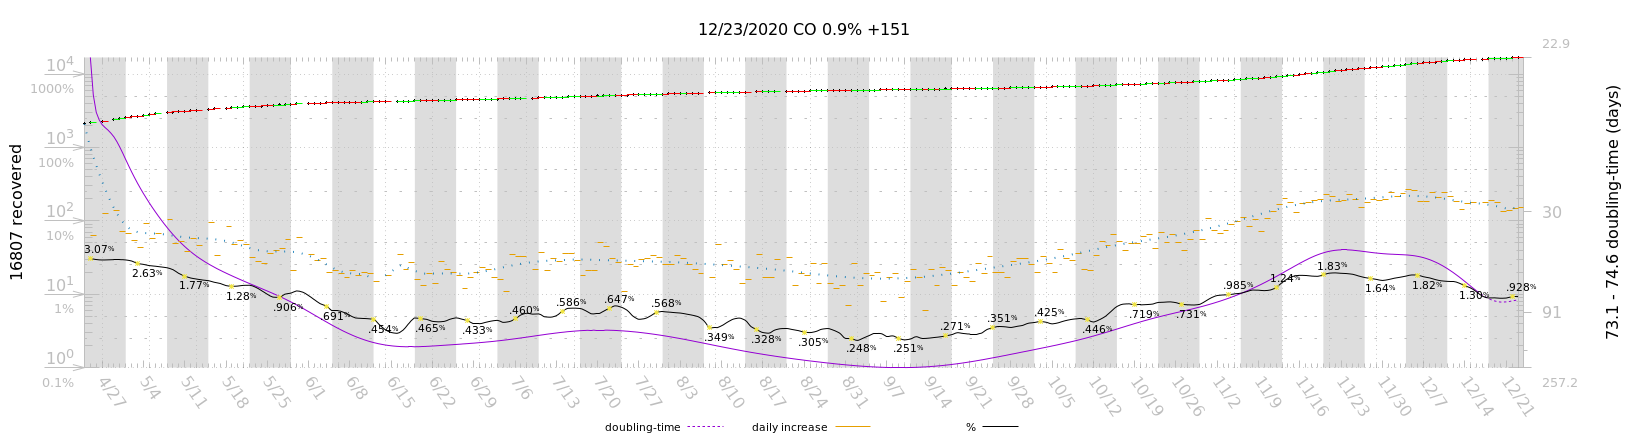 12/23/2020 CO 0.9% +151
22.9
10⁴
1000%
10³
100%
10²
10%
10¹
1%
10⁰
0.1%
16807 recovered
30
91
257.2
73.1 - 74.6 doubling-time (days)
3.07% 2.63% 1.77% 1.28% .906% .691% .454% .465% .433% .460% .586% .647% .568% .349% .328% .305% .248% .251% .271% .351% .425% .446% .719% .731% .985% 1.24% 1.83% 1.64% 1.82% 1.30% .928%
4/27 5/4 5/11 5/18 5/25 6/1 6/8 6/15 6/22 6/29 7/6 7/13 7/20 7/27 8/3 8/10 8/17 8/24 8/31 9/7 9/14 9/21 9/28 10/5 10/12 10/19 10/26 11/2 11/9 11/16 11/23 11/30 12/7 12/14 12/21
doubling-time daily increase %